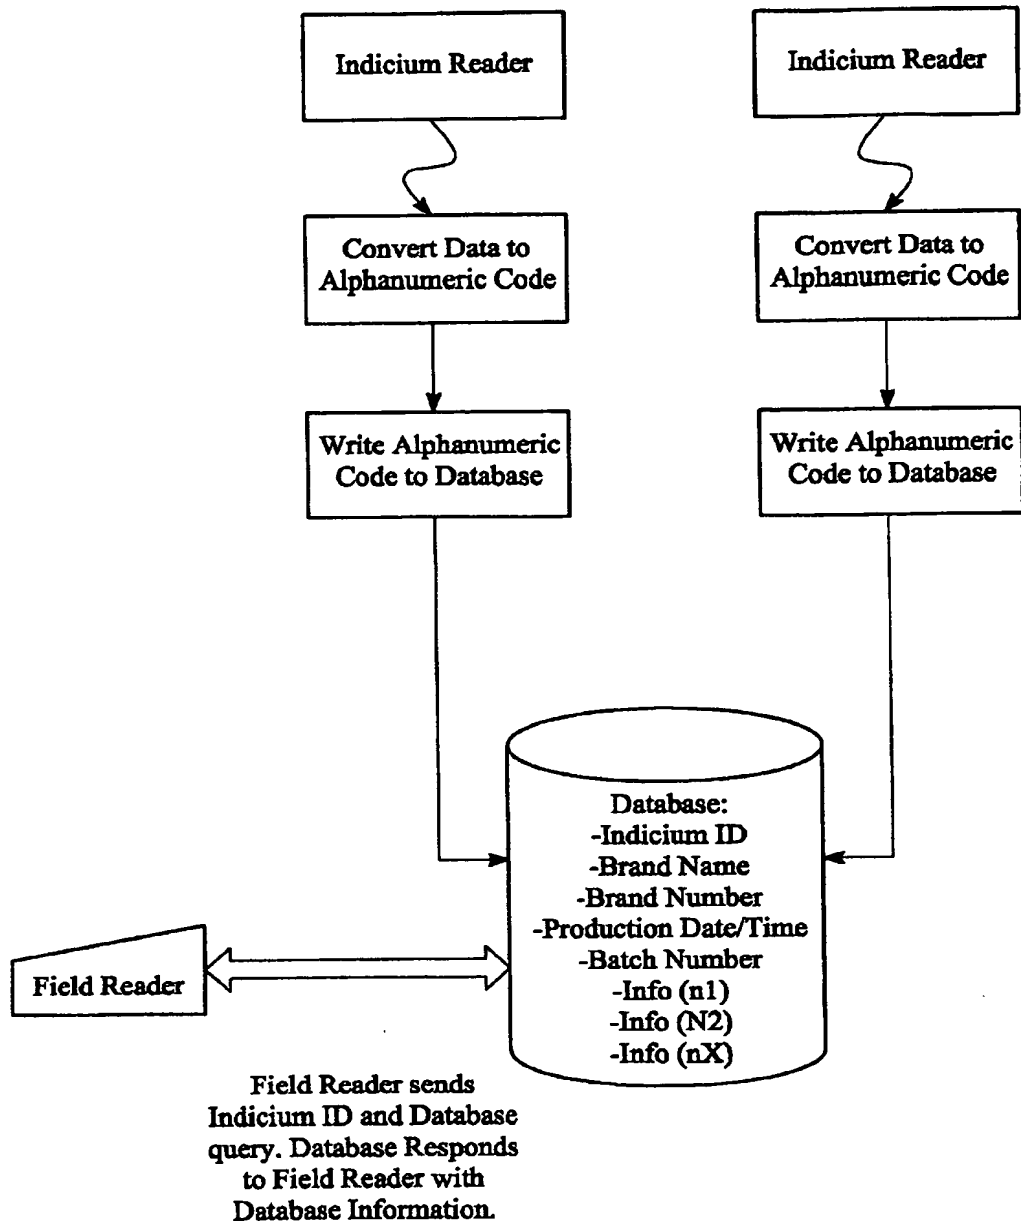 Indicium Reader
Indicium Reader
Convert Data to
Alphanumeric Code
Convert Data to
Alphanumeric Code
Write Alphanumeric
Code to Database
Write Alphanumeric
Code to Database
Database:
-Indicium ID
-Brand Name
-Brand Number
-Production Date/Time
-Batch Number
-Info (n1)
-Info (N2)
-Info (nX)
Field Reader
Field Reader sends
Indicium ID and Database
query. Database Responds
to Field Reader with
Database Information.